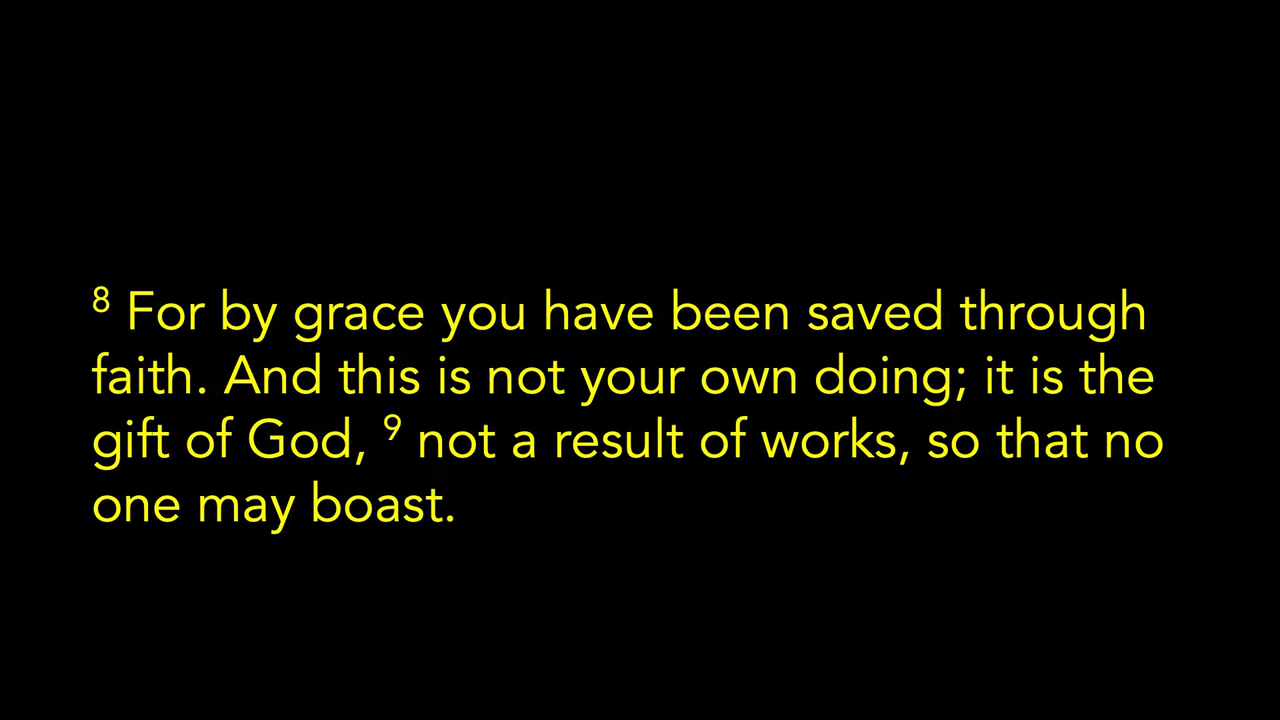 8 For by grace you have been saved through
faith. And this is not your own doing; it is the
gift of God, 9 not a result of works, so that no
one may boast.